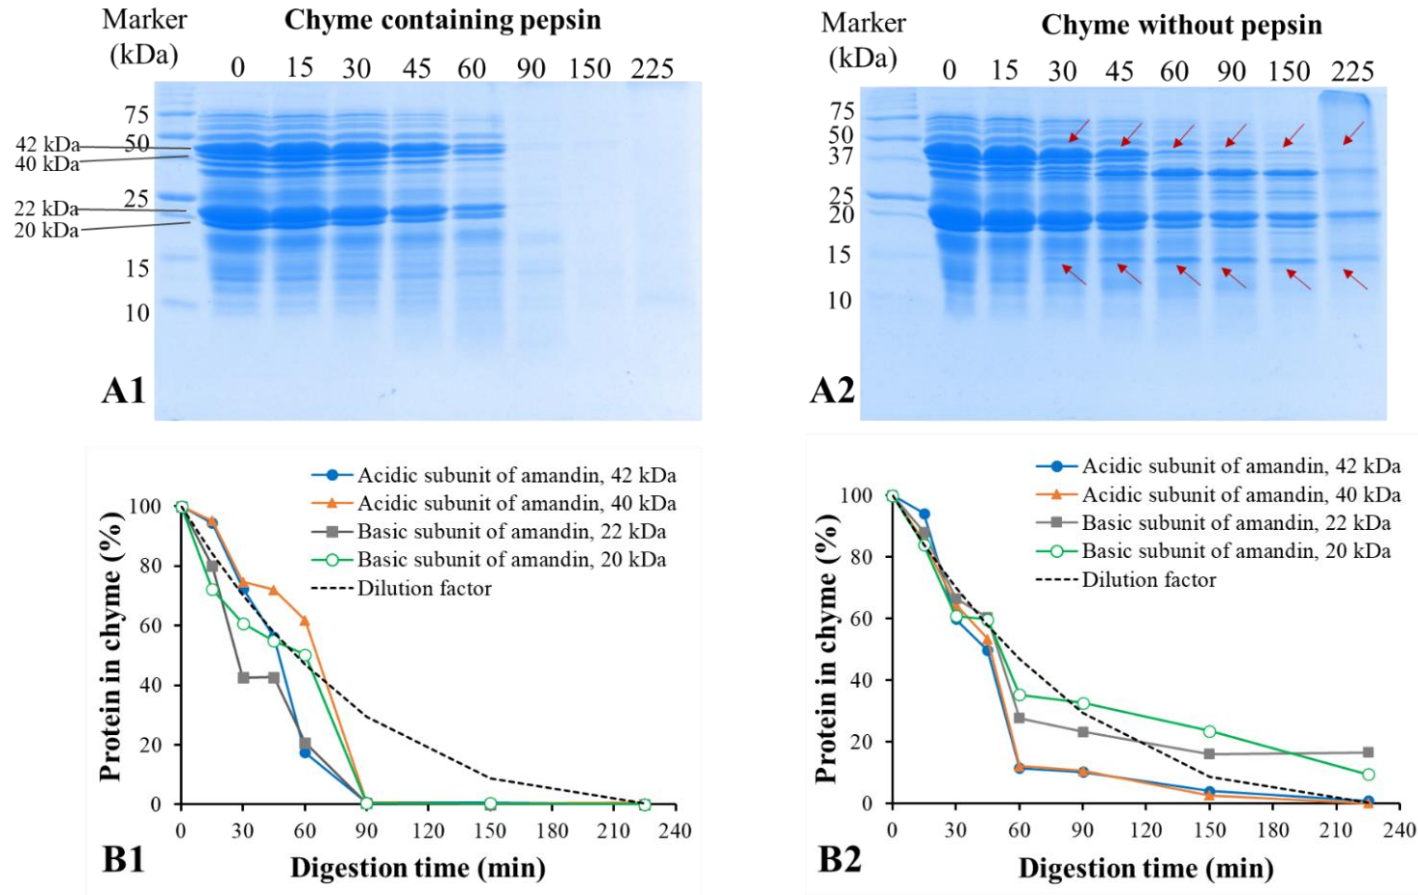 Marker
(kDa)
Chyme containing pepsin
0 15 30 45 60 90 150 225
75
50
42 kDa
40 kDa
25
22 kDa
20 kDa
15
10
A1
Marker
(kDa)
Chyme without pepsin
0 15 30 45 60 90 150 225
75
50
37
25
20
15
10
A2
Acidic subunit of amandin, 42 kDa
Acidic subunit of amandin, 40 kDa
Basic subunit of amandin, 22 kDa
Basic subunit of amandin, 20 kDa
Dilution factor
Protein in chyme (%)
100
80
60
40
20
0
0 30 60 90 120 150 180 210 240
Digestion time (min)
B1
Acidic subunit of amandin, 42 kDa
Acidic subunit of amandin, 40 kDa
Basic subunit of amandin, 22 kDa
Basic subunit of amandin, 20 kDa
Dilution factor
Protein in chyme (%)
100
80
60
40
20
0
0 30 60 90 120 150 180 210 240
Digestion time (min)
B2